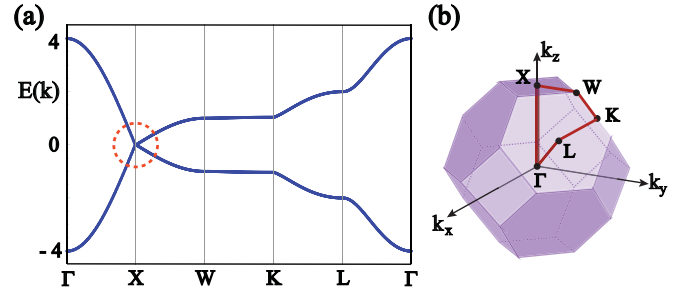 (a)
4
E(k)
0
- 4
Γ X W K L Γ
(b)
k_z
X
W
K
L
Γ
k_y
k_x